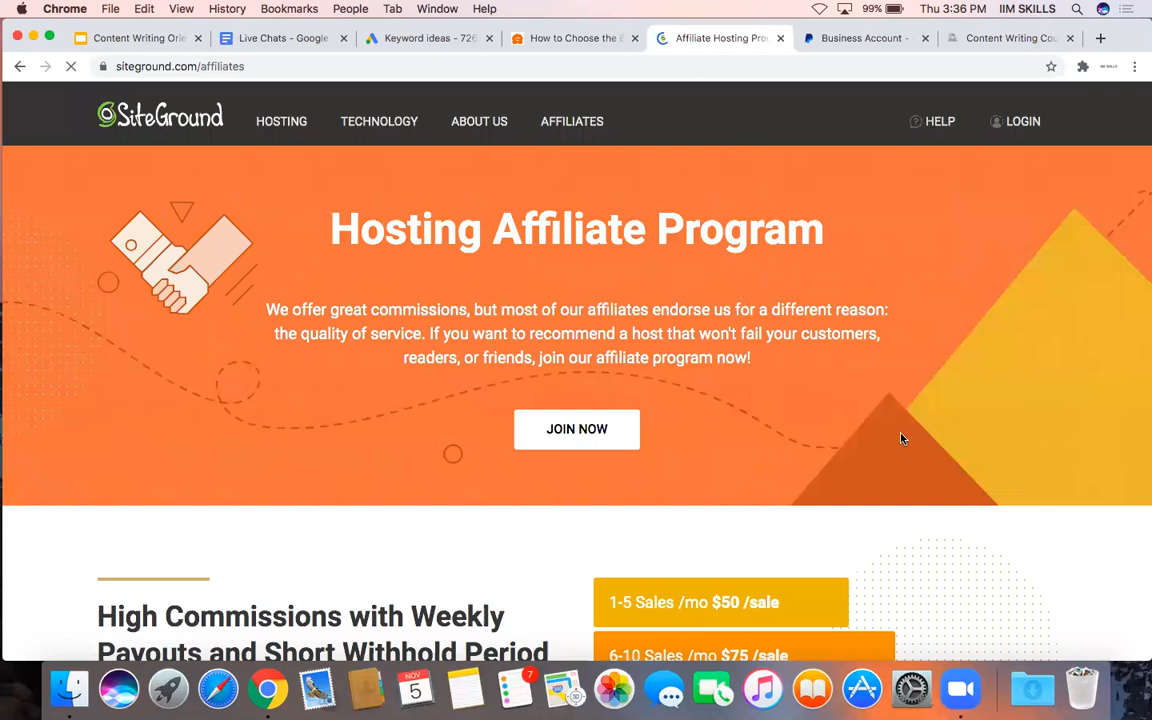 Chrome File Edit View History Bookmarks People Tab Window Help 99% Thu 3:36 PM IIM SKILLS
Content Writing Orie Live Chats - Google Keyword ideas - 726 How to Choose the B Affiliate Hosting Pro Business Account - Content Writing Cou
siteground.com/affiliates
SiteGround HOSTING TECHNOLOGY ABOUT US AFFILIATES HELP LOGIN
Hosting Affiliate Program
We offer great commissions, but most of our affiliates endorse us for a different reason:
the quality of service. If you want to recommend a host that won't fail your customers,
readers, or friends, join our affiliate program now!
JOIN NOW
High Commissions with Weekly
Payouts and Short Withhold Period
1-5 Sales /mo $50 /sale
6-10 Sales /mo $75 /sale
NOV
5
7